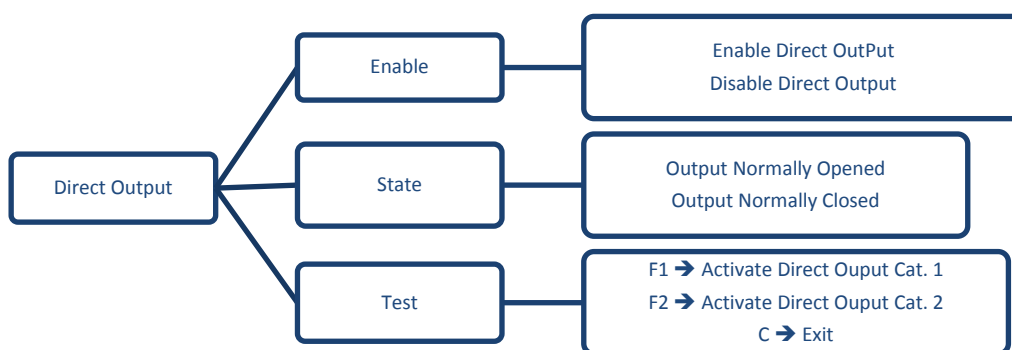 Direct Output
Enable
Enable Direct OutPut
Disable Direct Output
State
Output Normally Opened
Output Normally Closed
Test
F1 ➔ Activate Direct Ouput Cat. 1
F2 ➔ Activate Direct Ouput Cat. 2
C ➔ Exit